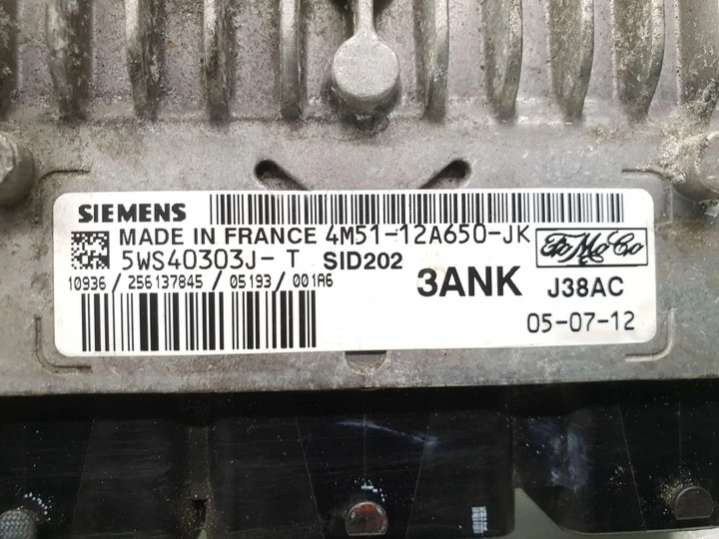 SIEMENS
MADE IN FRANCE 4M51-12A650-JK
5WS40303J-T SID202
FoMoCo
10936/256137845/05193/001A6
3ANK J38AC
05-07-12